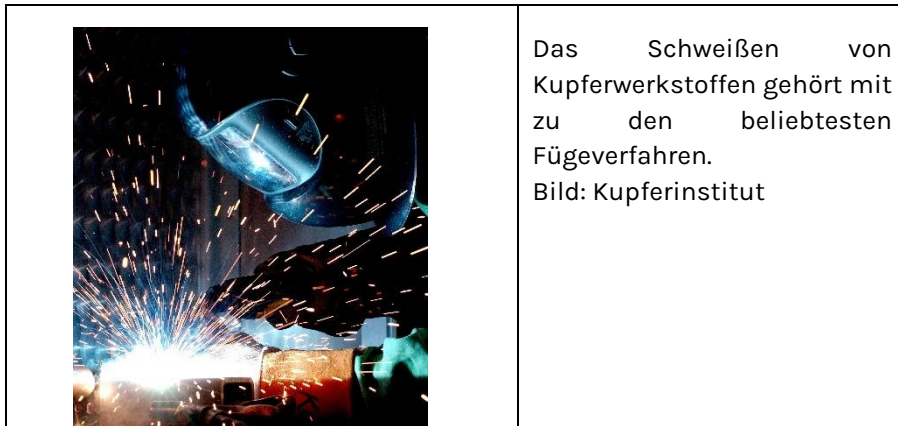 Das Schweißen von
Kupferwerkstoffen gehört mit
zu den beliebtesten
Fügeverfahren.
Bild: Kupferinstitut